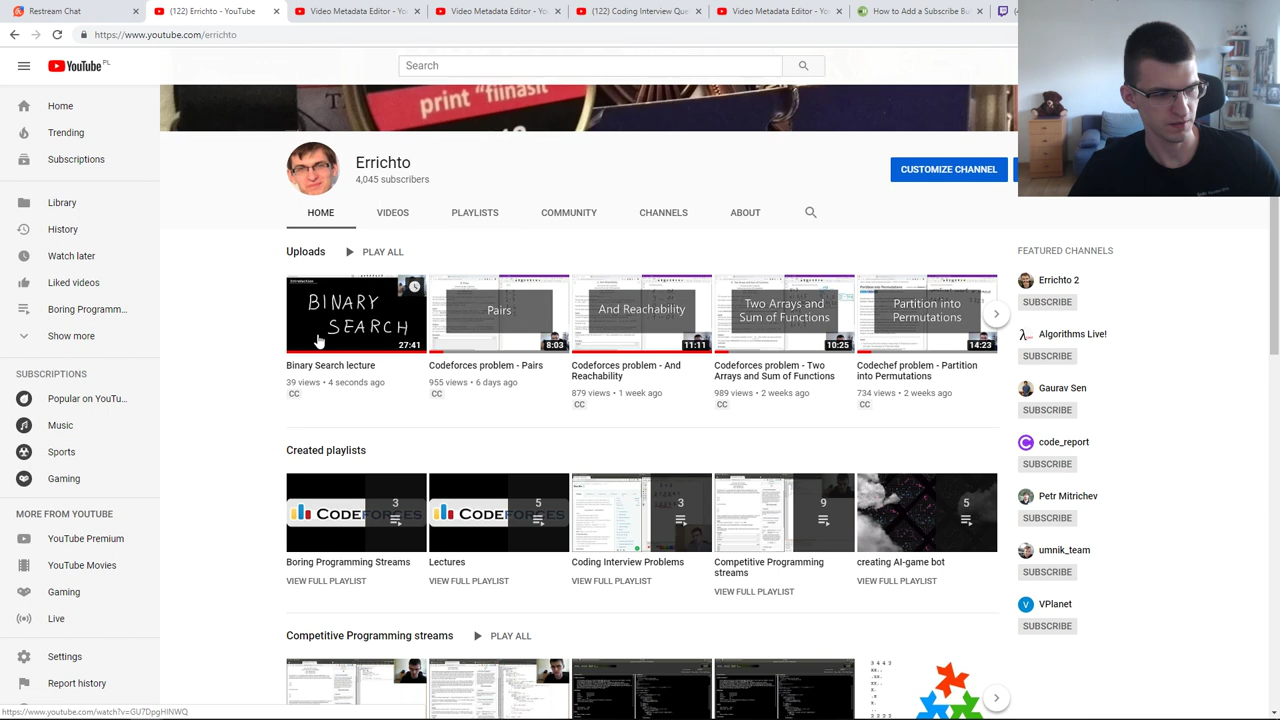 Restream Chat
(122) Errichto - YouTube
Video Metadata Editor - Yo
Video Metadata Editor - Yo
(122) Coding Interview Que
Video Metadata Editor - Yo
How to Add a Subscribe Bu
https://www.youtube.com/errichto
YouTube PL
Search
print "fiinasit
Home
Trending
Subscriptions
Library
History
Watch later
Errichto
4,045 subscribers
CUSTOMIZE CHANNEL
HOME
VIDEOS
PLAYLISTS
COMMUNITY
CHANNELS
ABOUT
Uploads
PLAY ALL
BINARY
SEARCH
27:41
Pairs
8:03
And Reachability
11:11
Two Arrays and
Sum of Functions
10:25
Partition into
Permutations
14:23
Binary Search lecture
39 views • 4 seconds ago
CC
Codeforces problem - Pairs
955 views • 6 days ago
CC
Codeforces problem - And
Reachability
879 views • 1 week ago
CC
Codeforces problem - Two
Arrays and Sum of Functions
989 views • 2 weeks ago
CC
Codechef problem - Partition
into Permutations
734 views • 2 weeks ago
CC
Boring Programm...
SUBSCRIPTIONS
Popular on YouTu...
Music
Sports
Gaming
MORE FROM YOUTUBE
YouTube Premium
YouTube Movies
Gaming
Live
Settings
Report history
Created playlists
CODEFORCES
3
CODEFORCES
5
3
9
5
Boring Programming Streams
VIEW FULL PLAYLIST
Lectures
VIEW FULL PLAYLIST
Coding Interview Problems
VIEW FULL PLAYLIST
Competitive Programming
streams
VIEW FULL PLAYLIST
creating AI-game bot
VIEW FULL PLAYLIST
Competitive Programming streams
PLAY ALL
3 4 4 3
FEATURED CHANNELS
Errichto 2
SUBSCRIBE
Algorithms Live!
SUBSCRIBE
Gaurav Sen
SUBSCRIBE
code_report
SUBSCRIBE
Petr Mitrichev
SUBSCRIBE
umnik_team
SUBSCRIBE
VPlanet
SUBSCRIBE